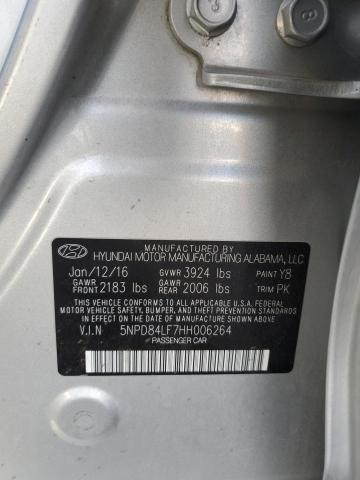 MANUFACTURED BY
HYUNDAI MOTOR MANUFACTURING ALABAMA, LLC
Jan/12/16 GVWR 3924 lbs PAINT Y8
GAWR FRONT 2183 lbs GAWR REAR 2006 lbs TRIM PK
THIS VEHICLE CONFORMS TO ALL APPLICABLE U.S. FEDERAL
MOTOR VEHICLE SAFETY, BUMPER, AND THEFT PREVENTION
STANDARDS IN EFFECT ON THE DATE OF MANUFACTURE SHOWN ABOVE.
V.I.N 5NPD84LF7HH006264
PASSENGER CAR